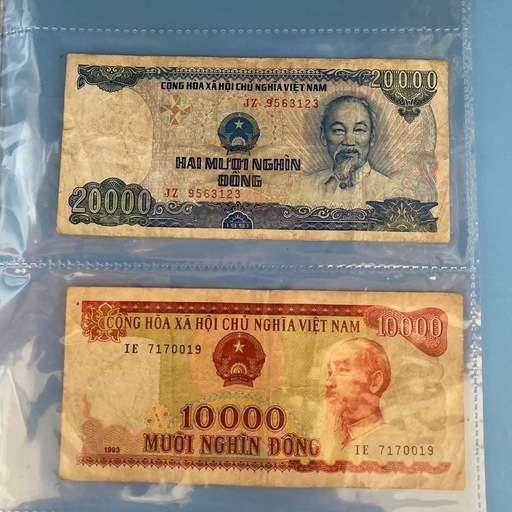 CỘNG HÒA XÃ HỘI CHỦ NGHĨA VIỆT NAM
20000
JZ 9563123
HAI MƯƠI NGHÌN
ĐỒNG
JZ 9563123
20000
1991
CỘNG HÒA XÃ HỘI CHỦ NGHĨA VIỆT NAM
10000
IE 7170019
10000
MƯỜI NGHÌN ĐỒNG
1993
IE 7170019